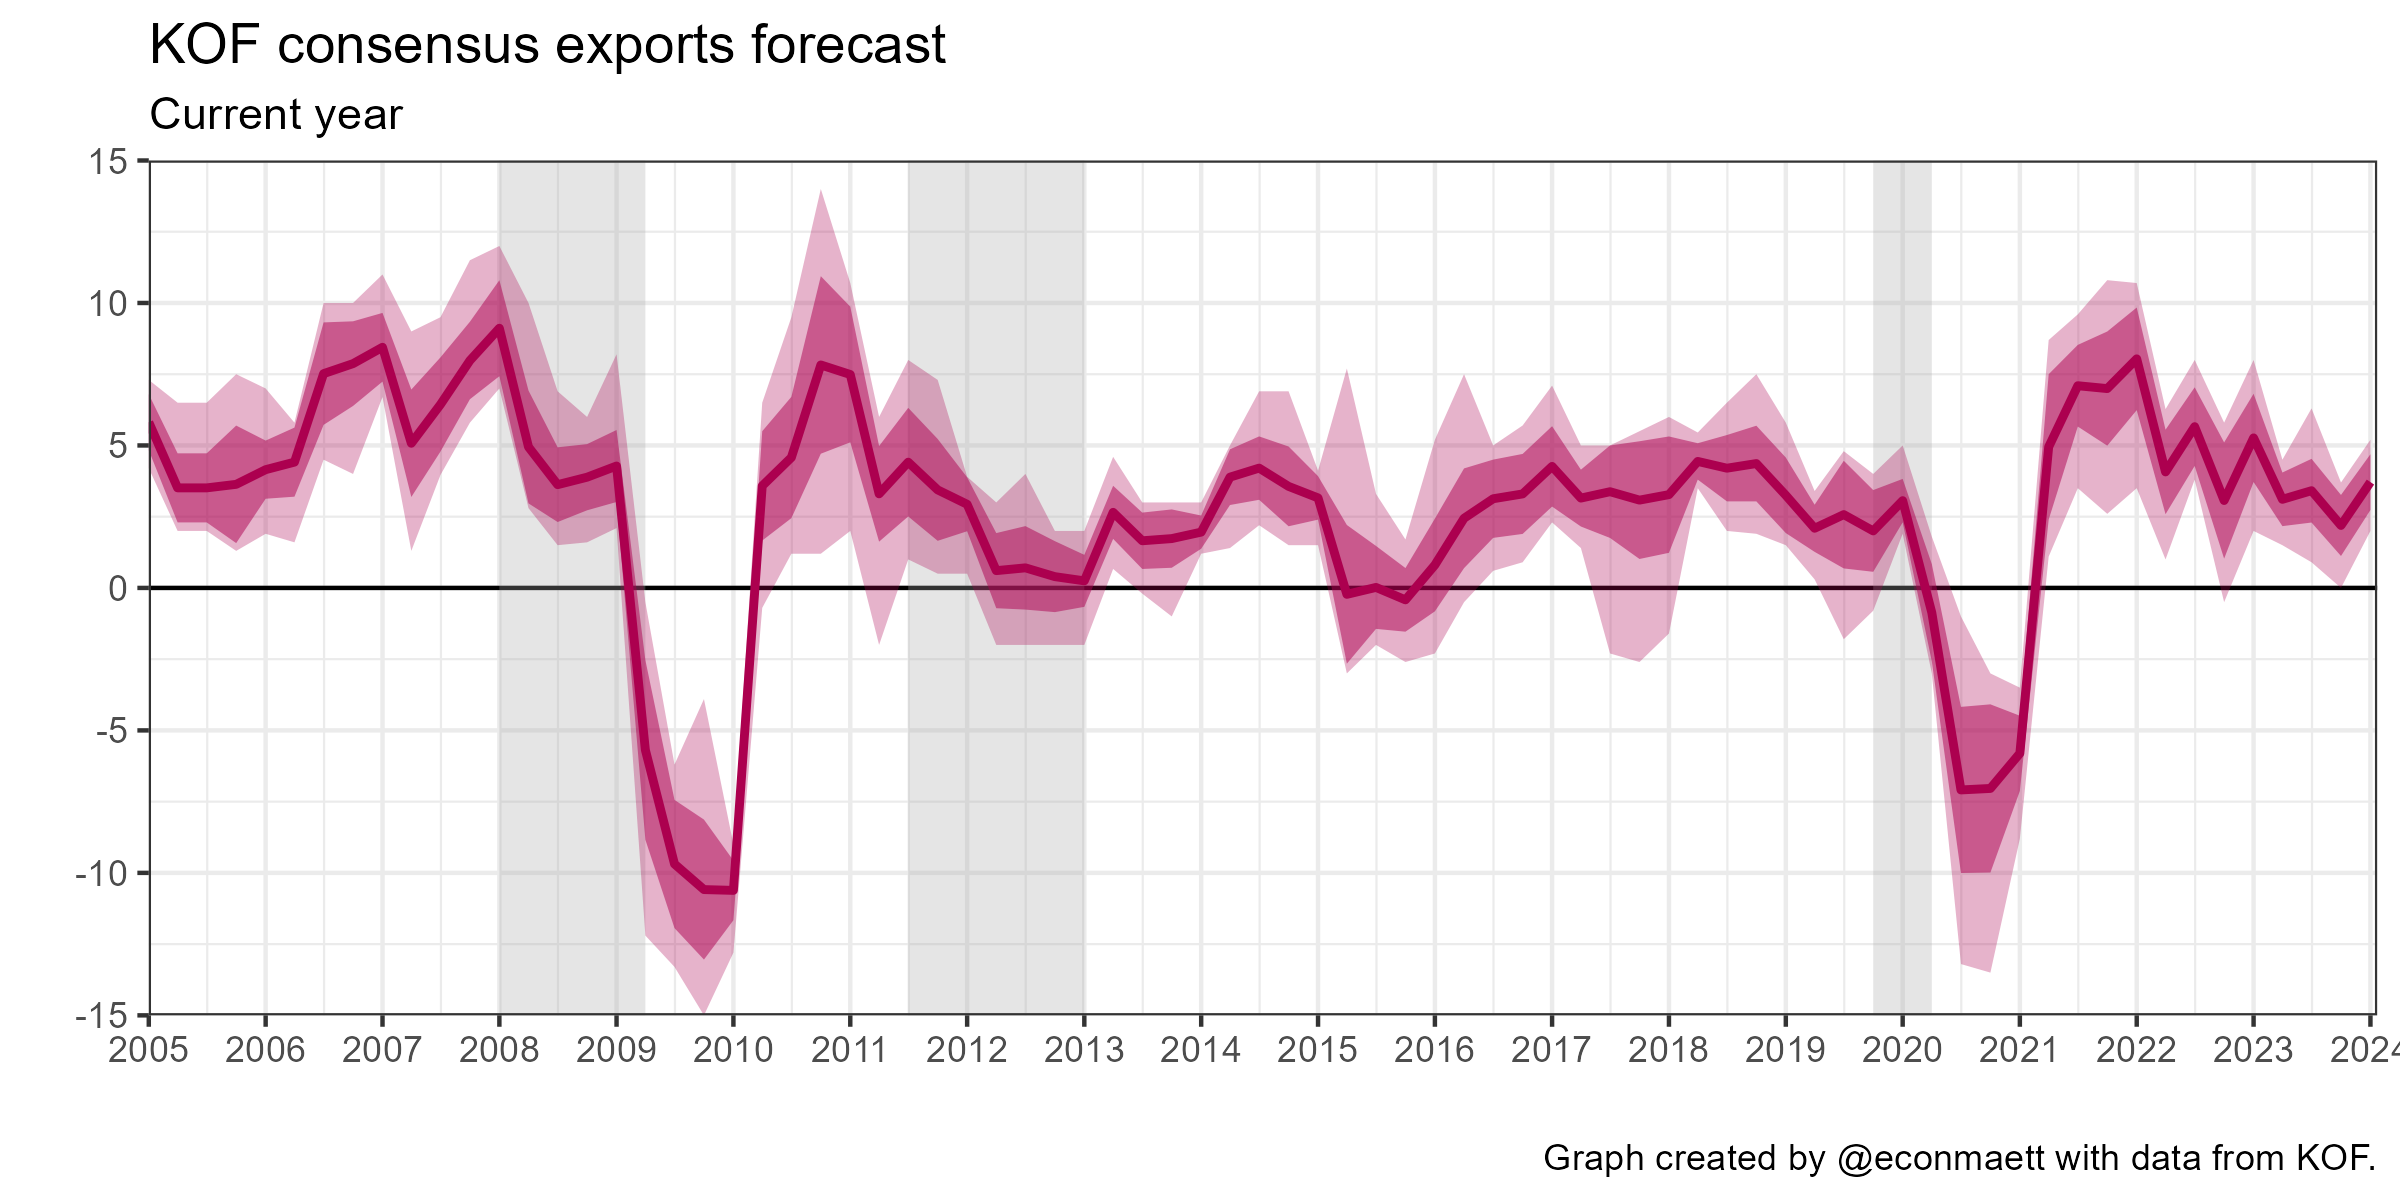 KOF consensus exports forecast
Current year
15
10
5
0
-5
-10
-15
2005 2006 2007 2008 2009 2010 2011 2012 2013 2014 2015 2016 2017 2018 2019 2020 2021 2022 2023 2024
Graph created by @econmaett with data from KOF.